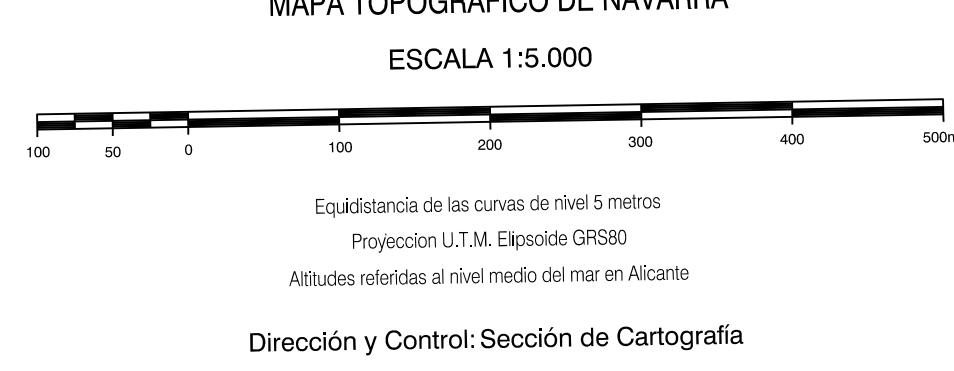 MAPA TOPOGRAFICO DE NAVARRA
ESCALA 1:5.000
100 50 0 100 200 300 400 500m
Equidistancia de las curvas de nivel 5 metros
Proyeccion U.T.M. Elipsoide GRS80
Altitudes referidas al nivel medio del mar en Alicante
Dirección y Control: Sección de Cartografía